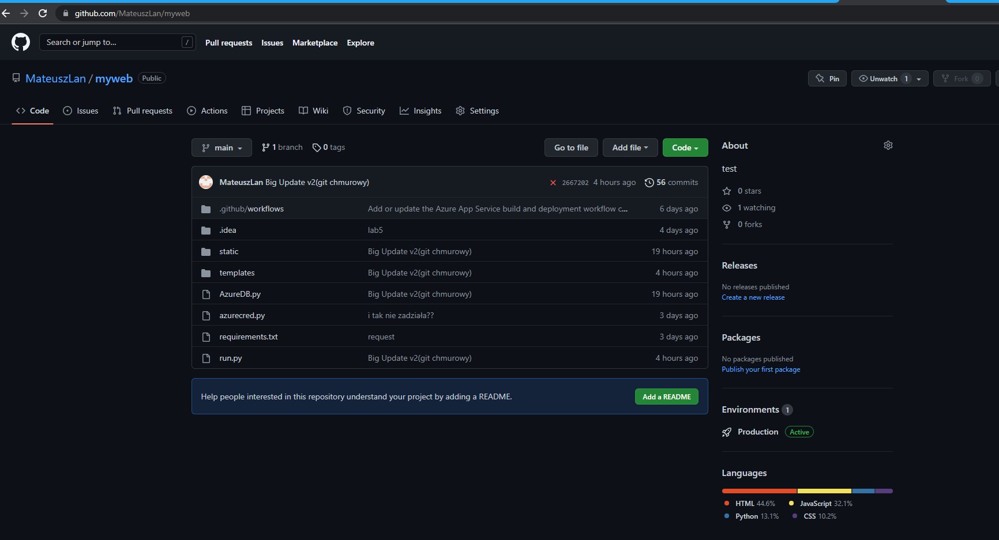 github.com/MateuszLan/myweb
Search or jump to... / Pull requests Issues Marketplace Explore
MateuszLan / myweb Public Pin Unwatch 1 Fork 0
Code Issues Pull requests Actions Projects Wiki Security Insights Settings
main 1 branch 0 tags Go to file Add file Code
MateuszLan Big Update v2(git chmurowy) 2667202 4 hours ago 56 commits
.github/workflows Add or update the Azure App Service build and deployment workflow c... 6 days ago
.idea lab5 4 days ago
static Big Update v2(git chmurowy) 19 hours ago
templates Big Update v2(git chmurowy) 4 hours ago
AzureDB.py Big Update v2(git chmurowy) 19 hours ago
azurecred.py i tak nie zadziała?? 3 days ago
requirements.txt request 3 days ago
run.py Big Update v2(git chmurowy) 4 hours ago
Help people interested in this repository understand your project by adding a README. Add a README
About
test
0 stars
1 watching
0 forks
Releases
No releases published
Create a new release
Packages
No packages published
Publish your first package
Environments 1
Production Active
Languages
HTML 44.6% JavaScript 32.1%
Python 13.1% CSS 10.2%